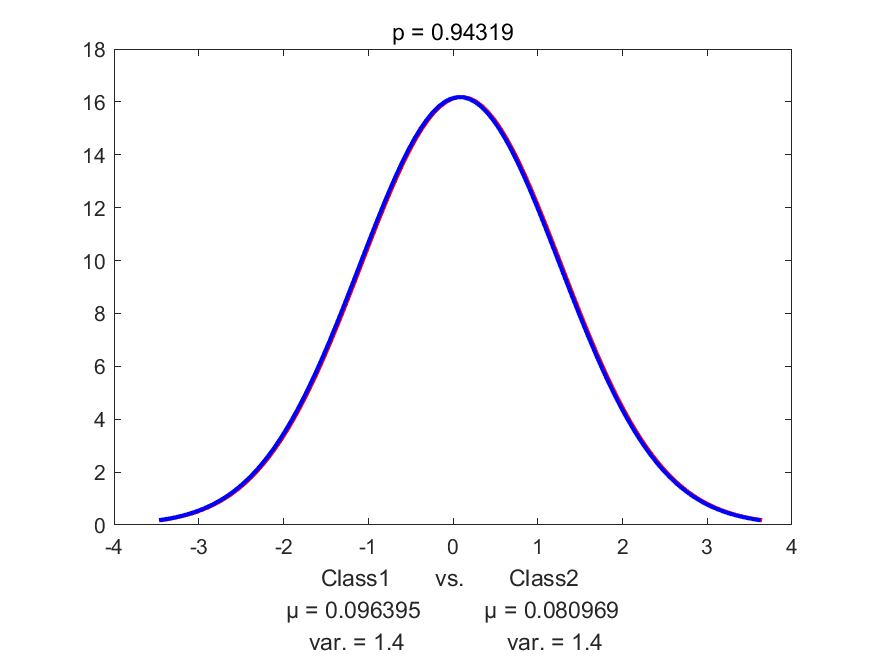 p = 0.94319
18
16
14
12
10
8
6
4
2
0
-4 -3 -2 -1 0 1 2 3 4
Class1 vs. Class2
μ = 0.096395 μ = 0.080969
var. = 1.4 var. = 1.4